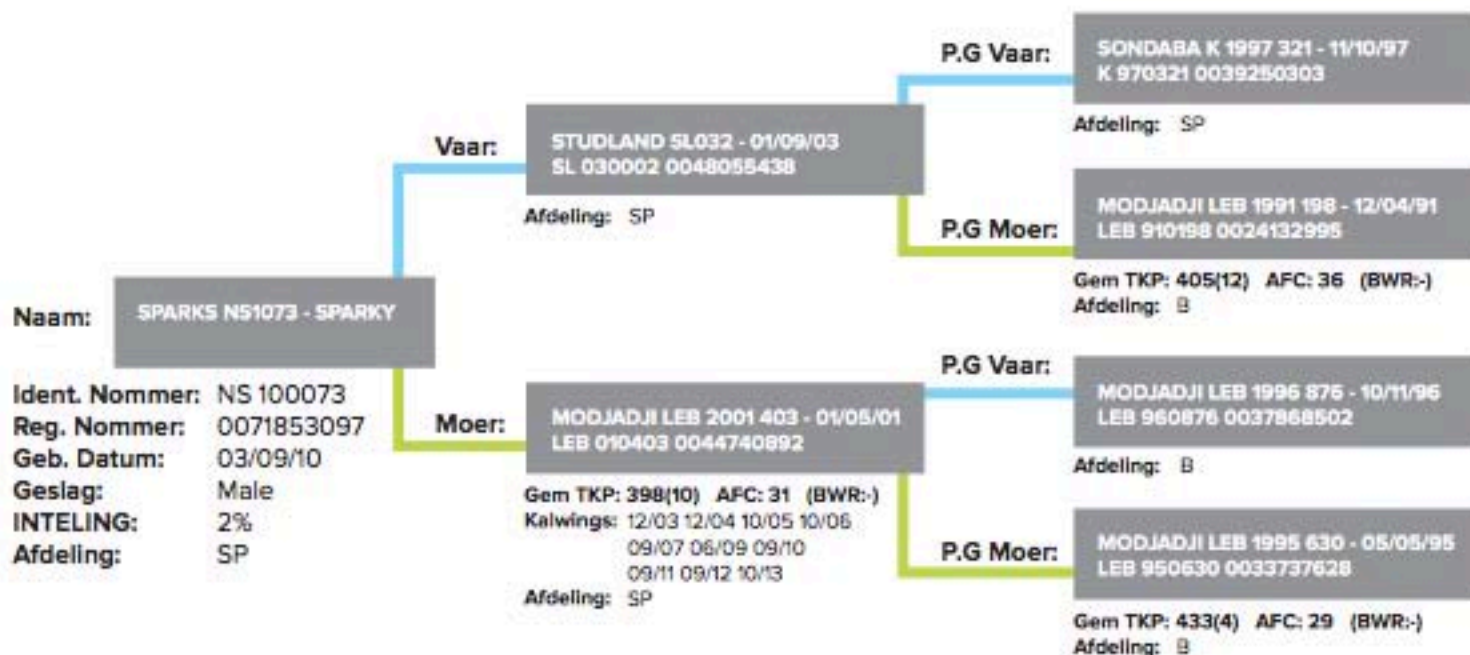 Naam:
SPARKS NS1073 - SPARKY
Ident. Nommer: NS 100073
Reg. Nommer: 0071853097
Geb. Datum: 03/09/10
Geslag: Male
INTELING: 2%
Afdeling: SP
Vaar:
STUDLAND SL032 - 01/09/03
SL 030002 0048055438
Afdeling: SP
Moer:
MODJADJI LEB 2001 403 - 01/05/01
LEB 010403 0044740892
Gem TKP: 398(10) AFC: 31 (BWR:-)
Kalwings: 12/03 12/04 10/05 10/06
09/07 06/09 09/10
09/11 09/12 10/13
Afdeling: SP
P.G Vaar:
SONDABA K 1997 321 - 11/10/97
K 970321 0039250303
Afdeling: SP
P.G Moer:
MODJADJI LEB 1991 198 - 12/04/91
LEB 910198 0024132995
Gem TKP: 405(12) AFC: 36 (BWR:-)
Afdeling: B
P.G Vaar:
MODJADJI LEB 1996 876 - 10/11/96
LEB 960876 0037868502
Afdeling: B
P.G Moer:
MODJADJI LEB 1995 630 - 05/05/95
LEB 950630 0033737628
Gem TKP: 433(4) AFC: 29 (BWR:-)
Afdeling: B